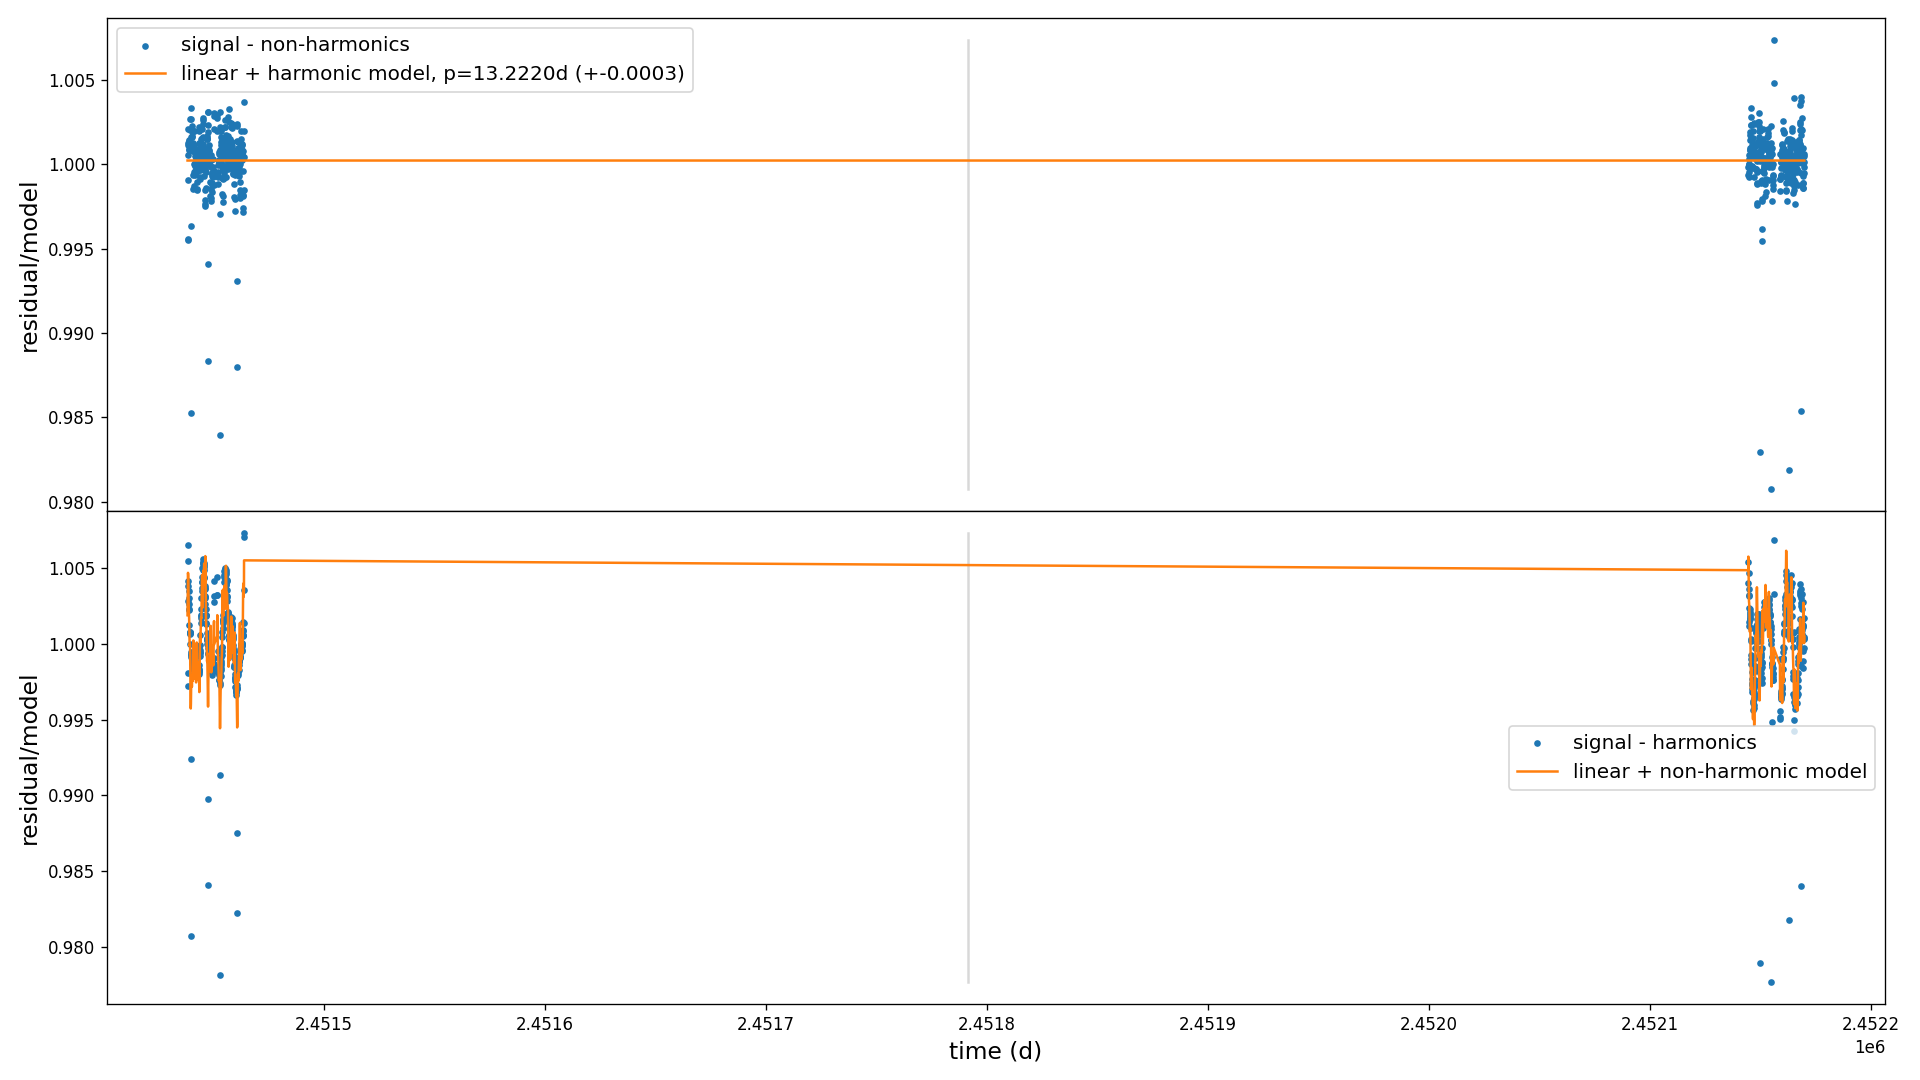 signal - non-harmonics
linear + harmonic model, p=13.2220d (+-0.0003)
1.005
1.000
0.995
0.990
0.985
0.980
residual/model
1.005
1.000
0.995
0.990
0.985
0.980
residual/model
signal - harmonics
linear + non-harmonic model
2.4515
2.4516
2.4517
2.4518
2.4519
2.4520
2.4521
2.4522
1e6
time (d)